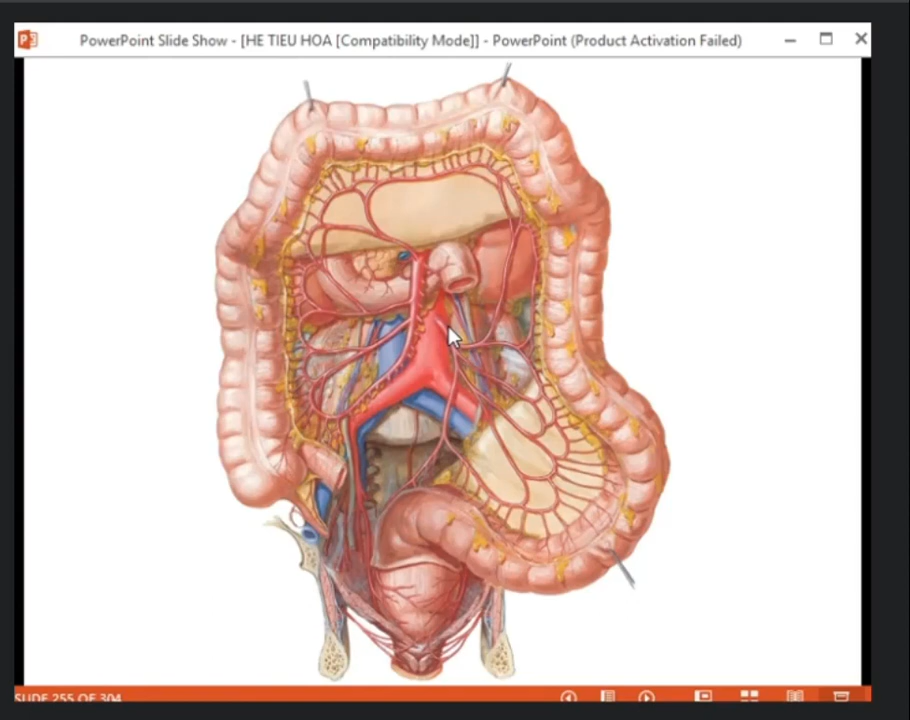 PowerPoint Slide Show - [HE TIEU HOA [Compatibility Mode]] - PowerPoint (Product Activation Failed)
SLIDE 255 OF 304